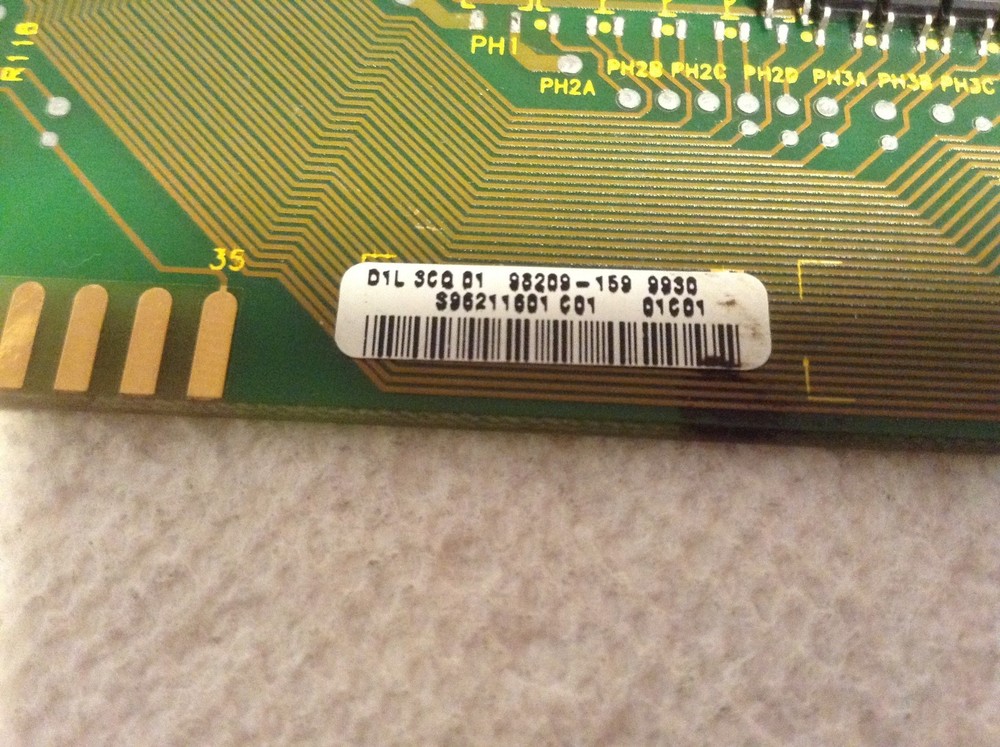 R118
PH1
PH2A
PH2B PH2C PH2D PH3A PH3B PH3C
35
D1L 3CQ 01 98209-159 9930
S96211601 C01 01C01